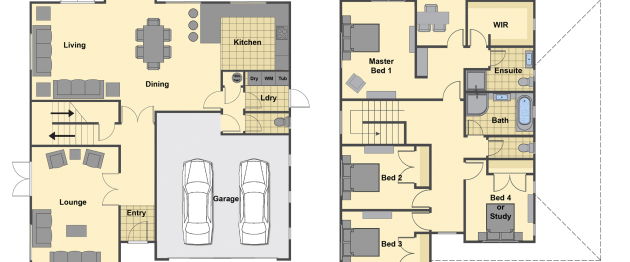 Living
Dining
Kitchen
Dry WM Tub
Ldry
Garage
Lounge
Entry
Master
Bed 1
WIR
Ensuite
Bath
Bed 2
Bed 4
or
Study
Bed 3